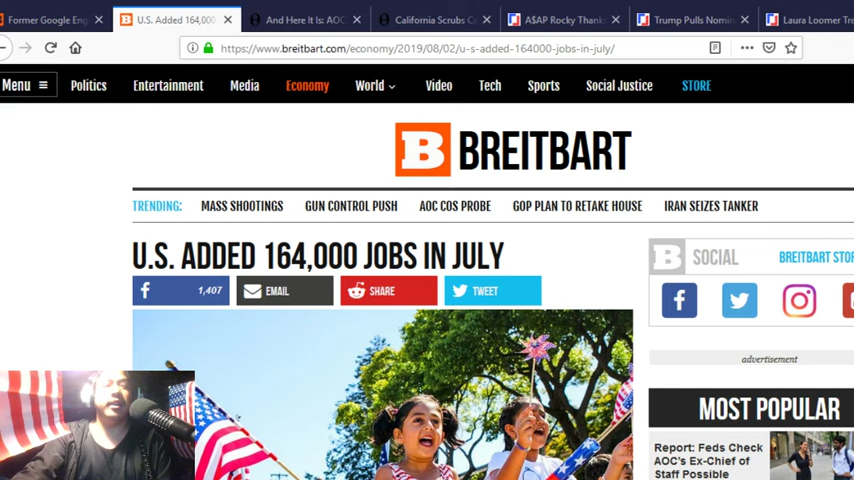 Former Google Eng
U.S. Added 164,000
And Here It Is: AOC
California Scrubs Co
A$AP Rocky Thank
Trump Pulls Nomin
Laura Loomer Tre
https://www.breitbart.com/economy/2019/08/02/u-s-added-164000-jobs-in-july/
Menu
Politics
Entertainment
Media
Economy
World
Video
Tech
Sports
Social Justice
STORE
B BREITBART
TRENDING:
MASS SHOOTINGS
GUN CONTROL PUSH
AOC COS PROBE
GOP PLAN TO RETAKE HOUSE
IRAN SEIZES TANKER
U.S. ADDED 164,000 JOBS IN JULY
1,407
EMAIL
SHARE
TWEET
B SOCIAL
BREITBART STOR
advertisement
MOST POPULAR
Report: Feds Check
AOC's Ex-Chief of
Staff Possible